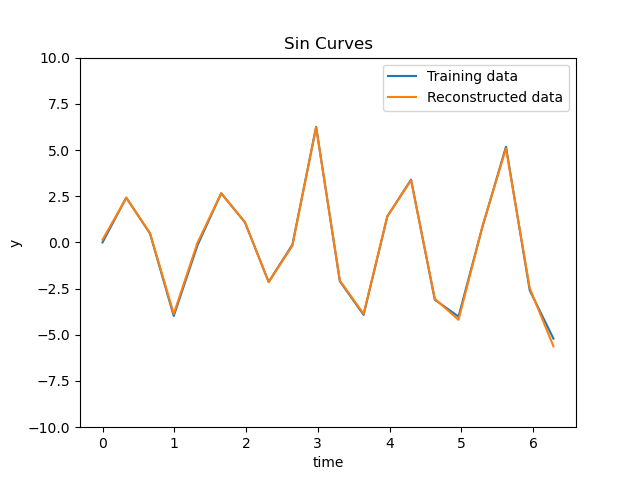 Sin Curves
Training data
Reconstructed data
10.0
7.5
5.0
2.5
0.0
−2.5
−5.0
−7.5
−10.0
y
0 1 2 3 4 5 6
time